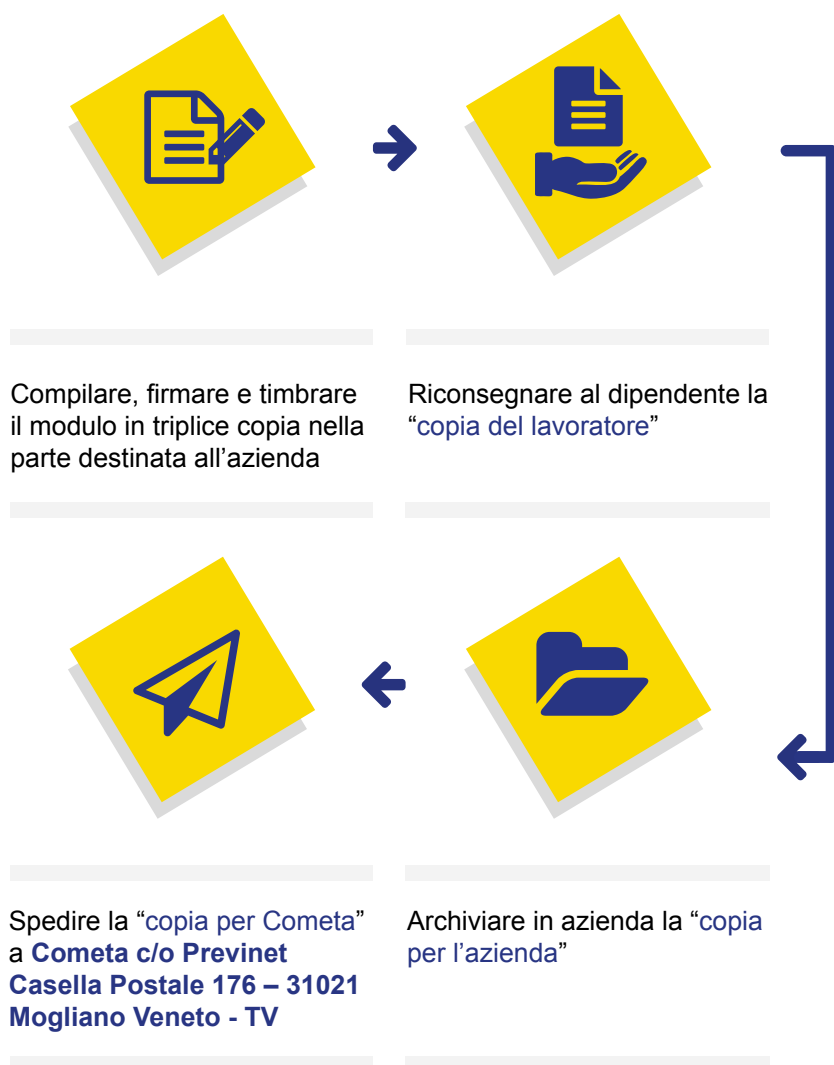 Compilare, firmare e timbrare
il modulo in triplice copia nella
parte destinata all’azienda
Riconsegnare al dipendente la
“copia del lavoratore”
Spedire la “copia per Cometa”
a Cometa c/o Previnet
Casella Postale 176 – 31021
Mogliano Veneto - TV
Archiviare in azienda la “copia
per l’azienda”